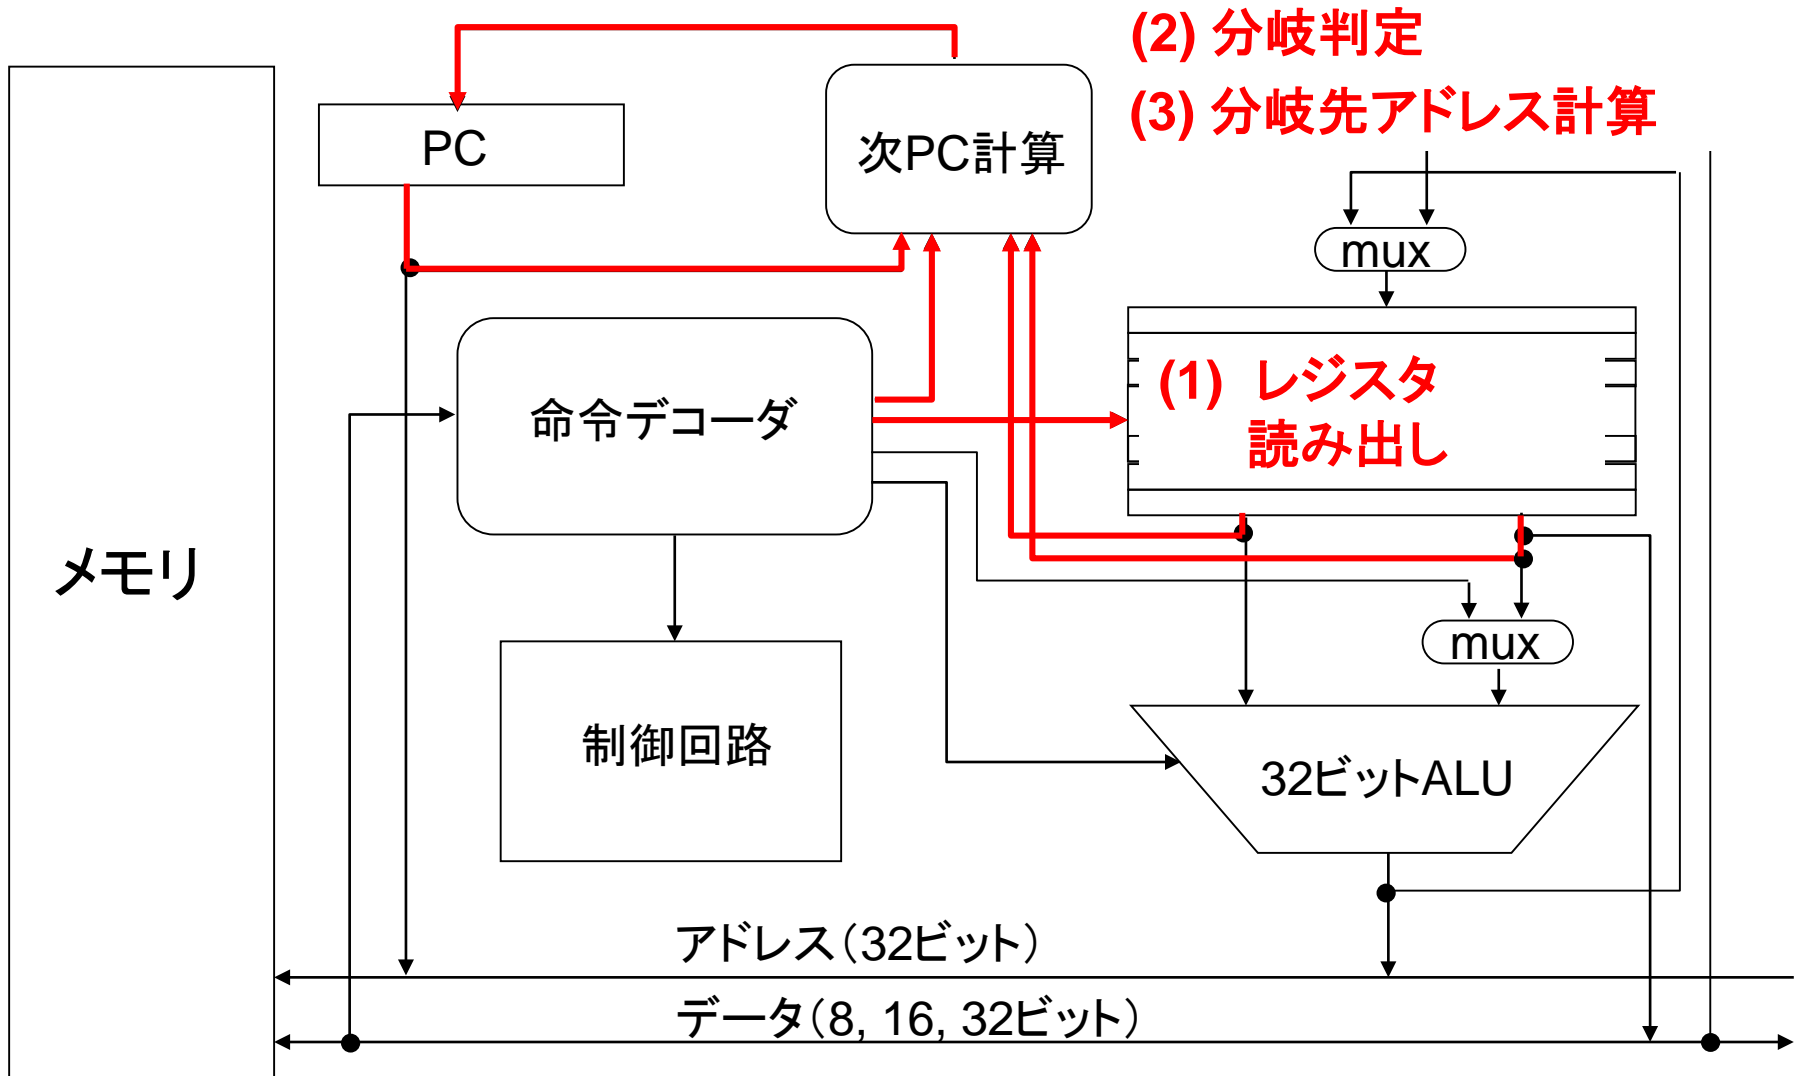 (2) 分岐判定
(3) 分岐先アドレス計算
PC
次PC計算
mux
命令デコーダ
(1) レジスタ
読み出し
メモリ
mux
制御回路
32ビットALU
アドレス（32ビット）
データ（8, 16, 32ビット）